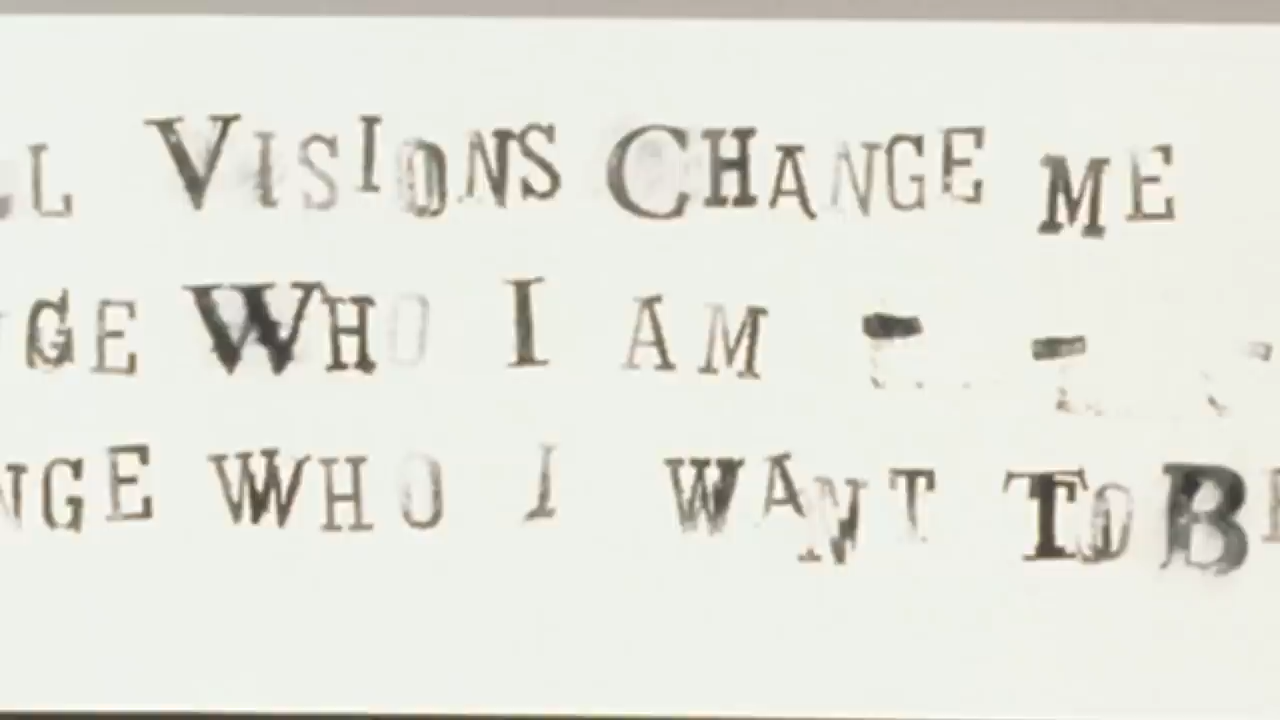 L VISIONS CHANGE ME
GE WHO I AM - - -
NGE WHO I WANT TO B